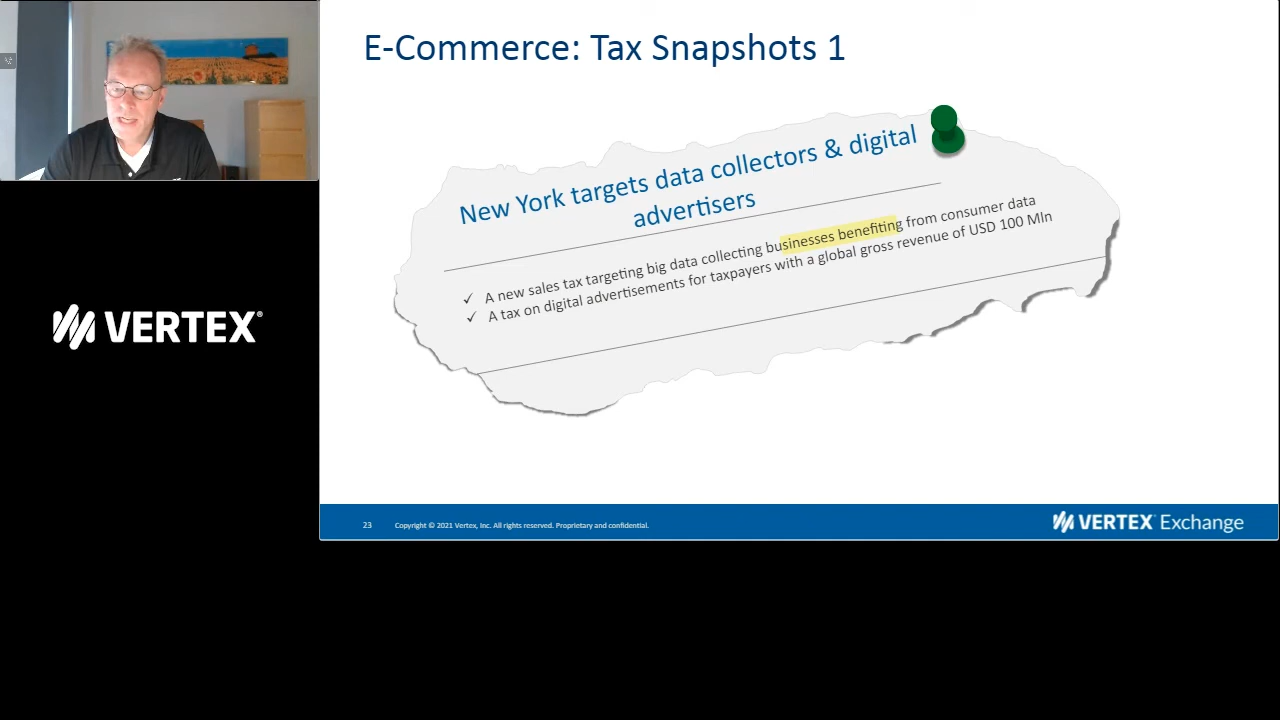 E-Commerce: Tax Snapshots 1
New York targets data collectors & digital
advertisers
✓ A new sales tax targeting big data collecting businesses benefiting from consumer data
✓ A tax on digital advertisements for taxpayers with a global gross revenue of USD 100 Mln
VERTEX®
23 Copyright © 2021 Vertex, Inc. All rights reserved. Proprietary and confidential.
VERTEX Exchange